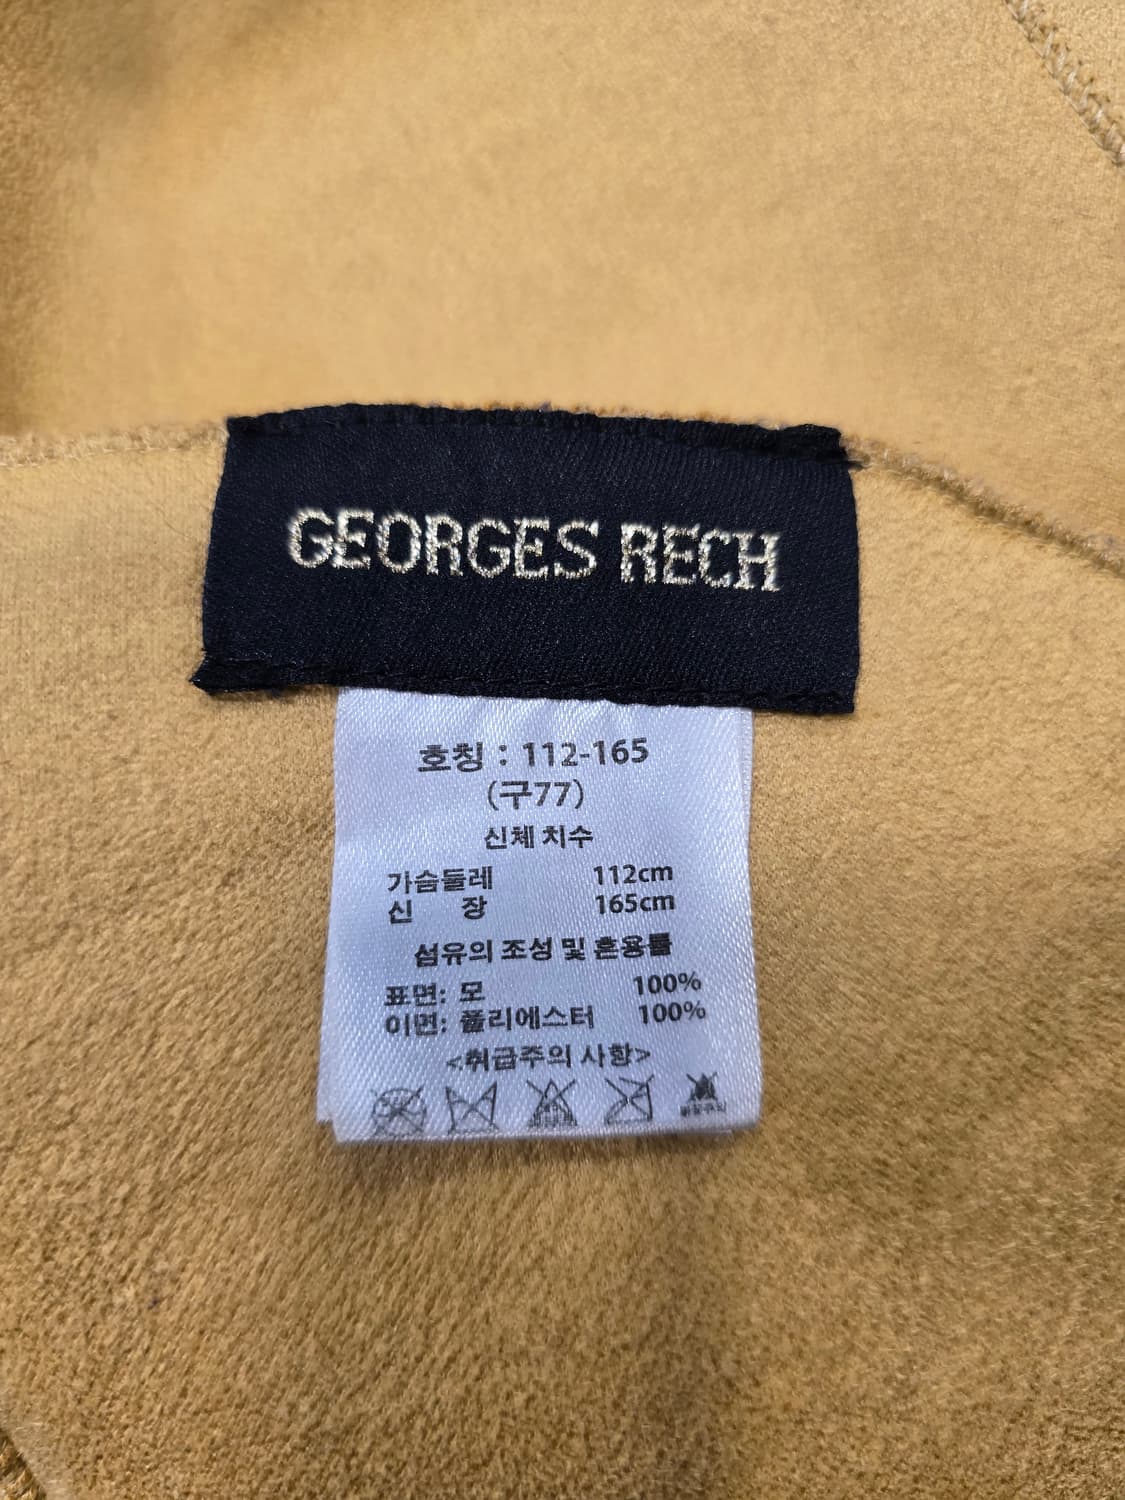 GEORGES RECH
호칭 : 112-165
(구77)
신체 치수
가슴둘레 112cm
신 장 165cm
섬유의 조성 및 혼용률
표면: 모 100%
이면: 폴리에스터 100%
<취급주의 사항>